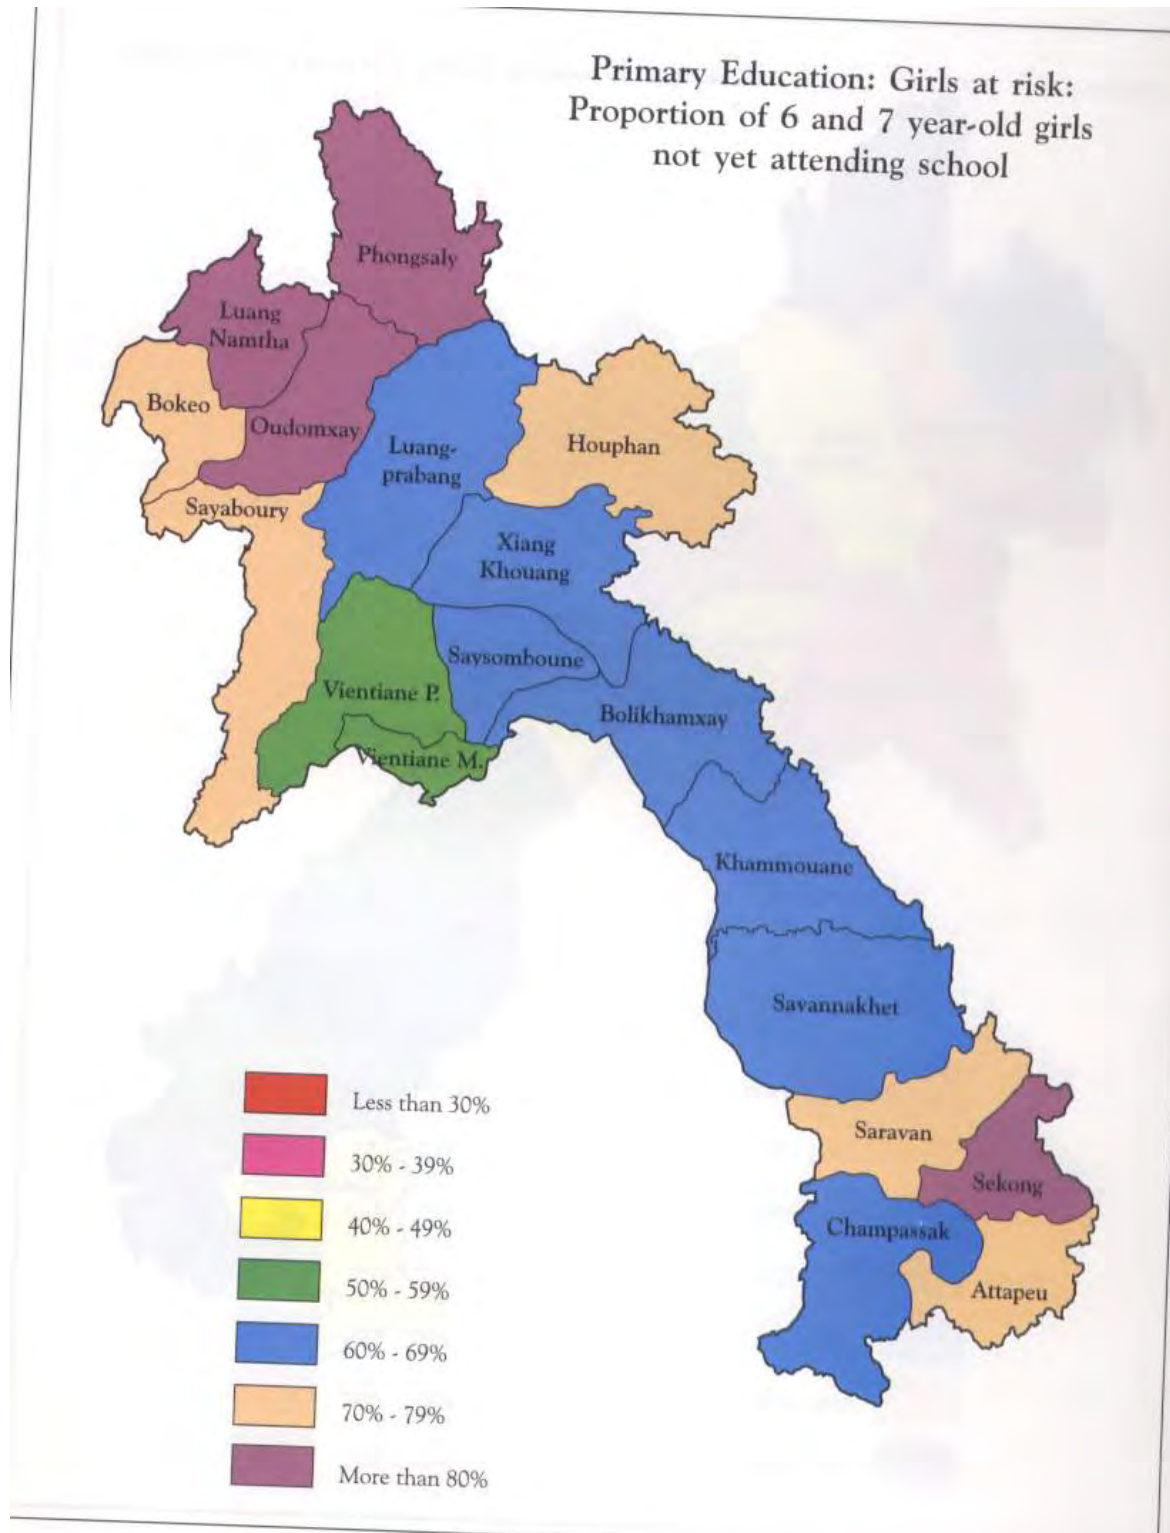 Primary Education: Girls at risk:
Proportion of 6 and 7 year-old girls
not yet attending school
Phongsaly
Luang
Namtha
Bokeo
Oudomxay
Luang-
prabang
Houphan
Sayaboury
Xiang
Khouang
Saysomboune
Vientiane P.
Bolikhamxay
Vientiane M.
Khammouane
Savannakhet
Saravan
Sekong
Champassak
Attapeu
Less than 30%
30% - 39%
40% - 49%
50% - 59%
60% - 69%
70% - 79%
More than 80%